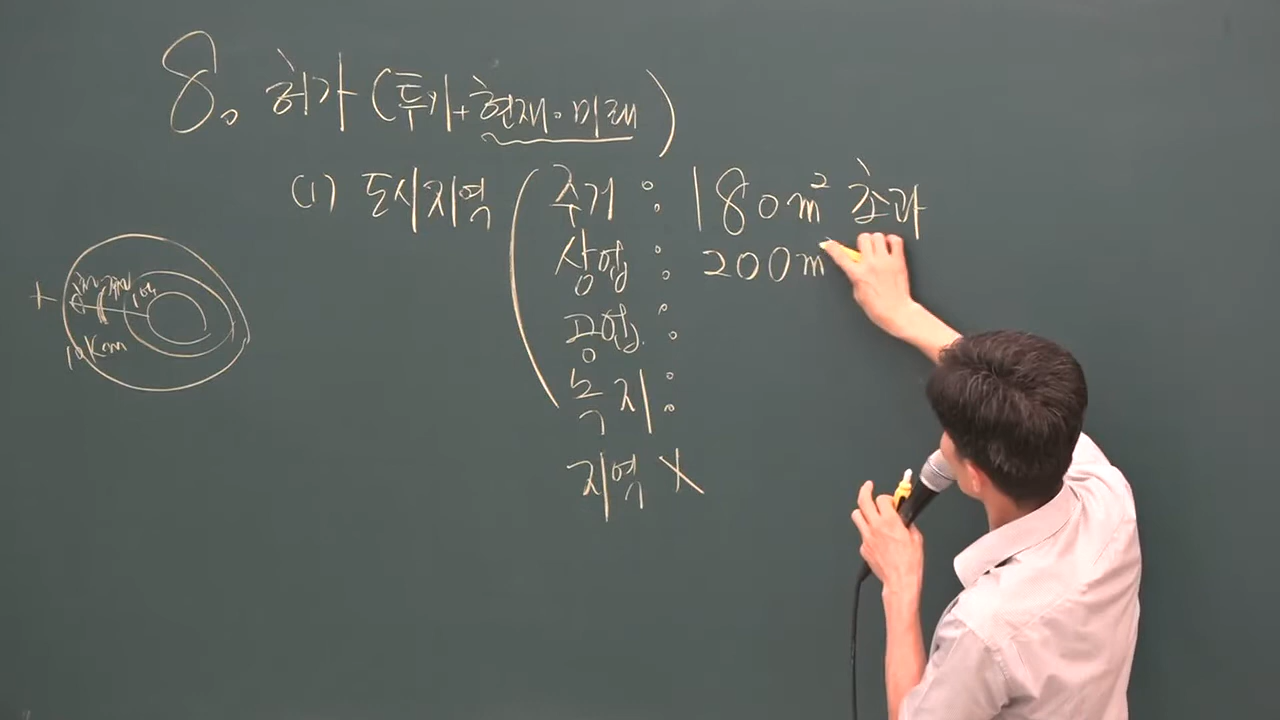 8. 허가 (투기+현재·미래)
(1) 도시지역 (주거 : 180m² 초과
상업 : 200m
공업 :
녹지 :
지역 X
10Km